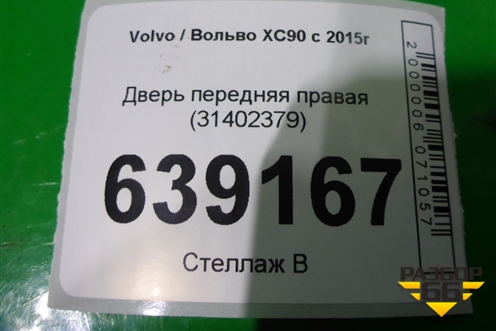 Volvo / Вольво XC90 с 2015г
Дверь передняя правая
(31402379)
639167
Стеллаж В
2000006071057
РАЗБОР
66